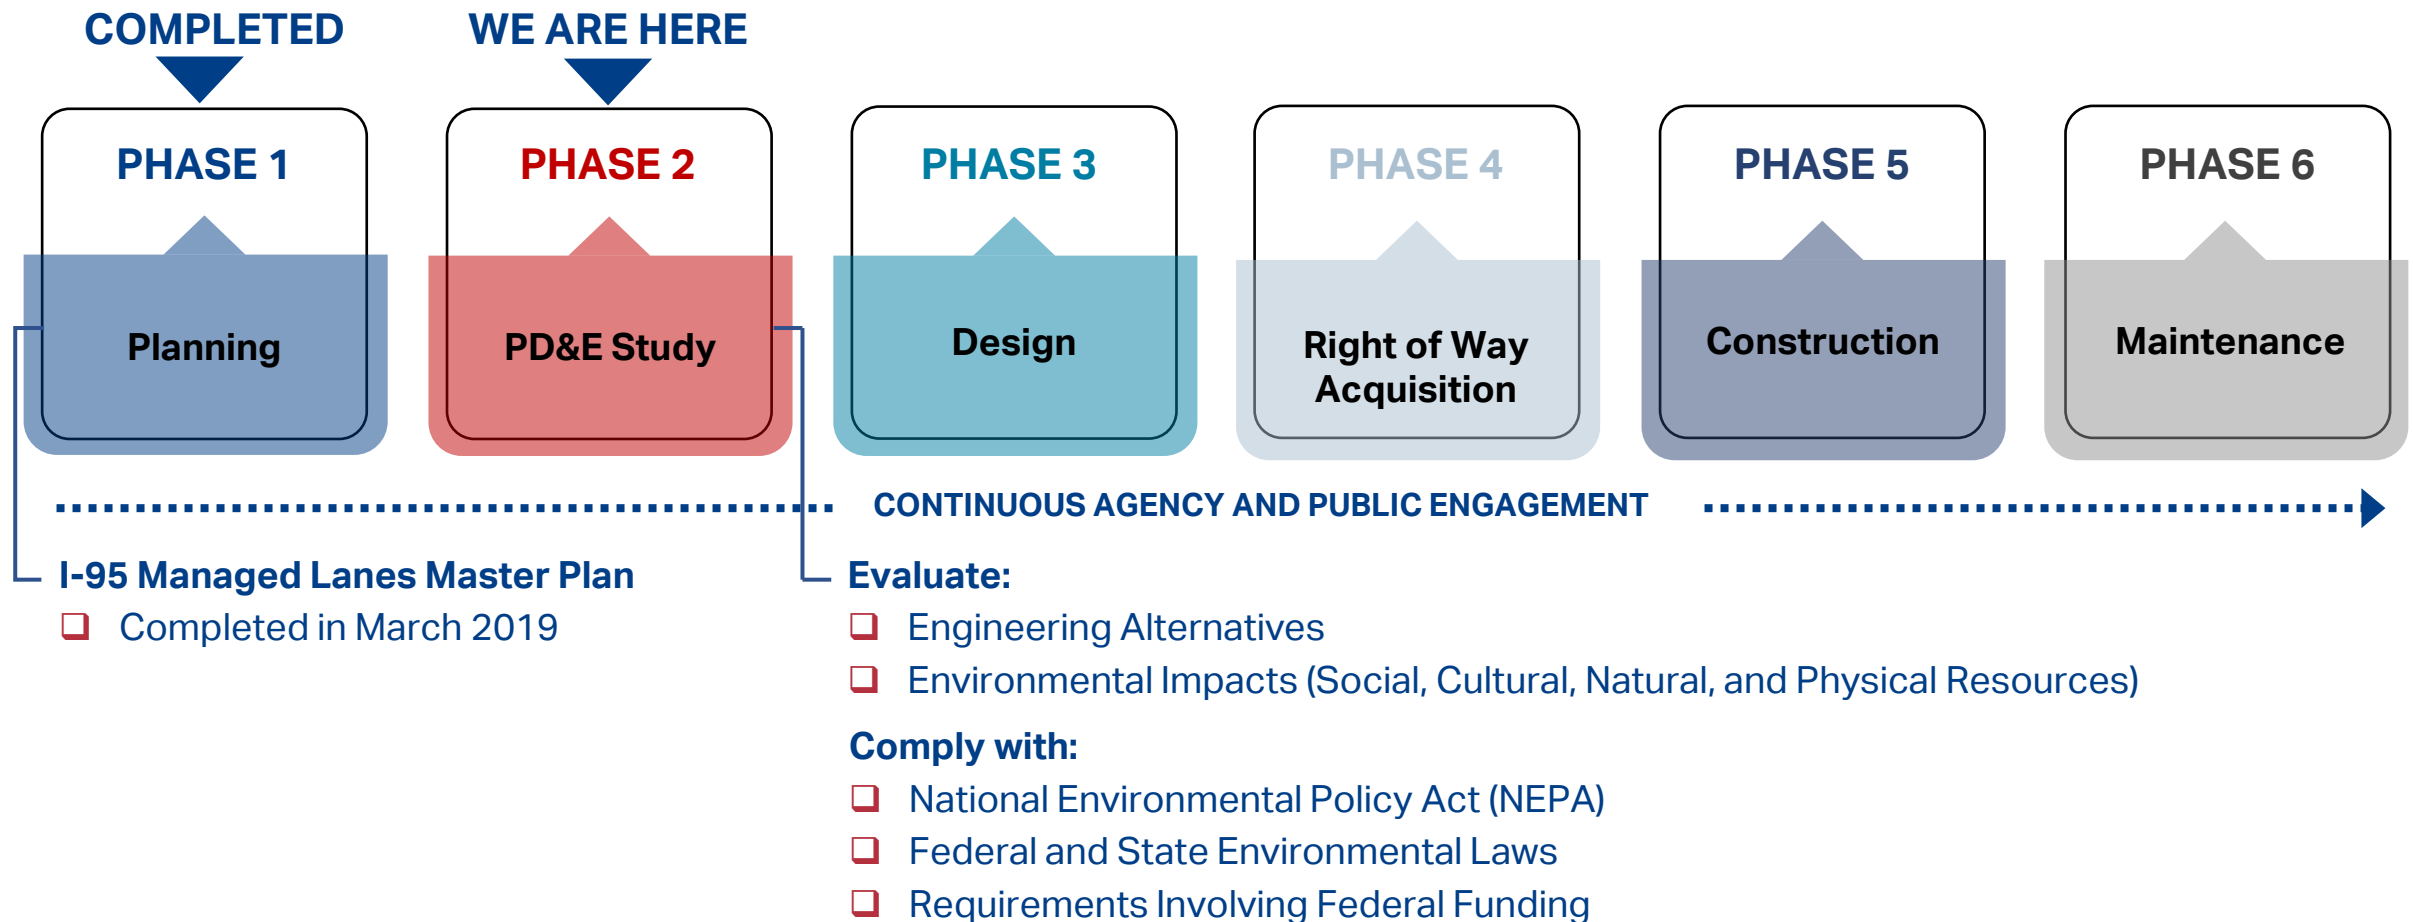 COMPLETED
WE ARE HERE
PHASE 1
PHASE 2
PHASE 3
PHASE 4
PHASE 5
PHASE 6
Planning
PD&E Study
Design
Right of Way
Acquisition
Construction
Maintenance
CONTINUOUS AGENCY AND PUBLIC ENGAGEMENT
I-95 Managed Lanes Master Plan
Completed in March 2019
Evaluate:
Engineering Alternatives
Environmental Impacts (Social, Cultural, Natural, and Physical Resources)
Comply with:
National Environmental Policy Act (NEPA)
Federal and State Environmental Laws
Requirements Involving Federal Funding